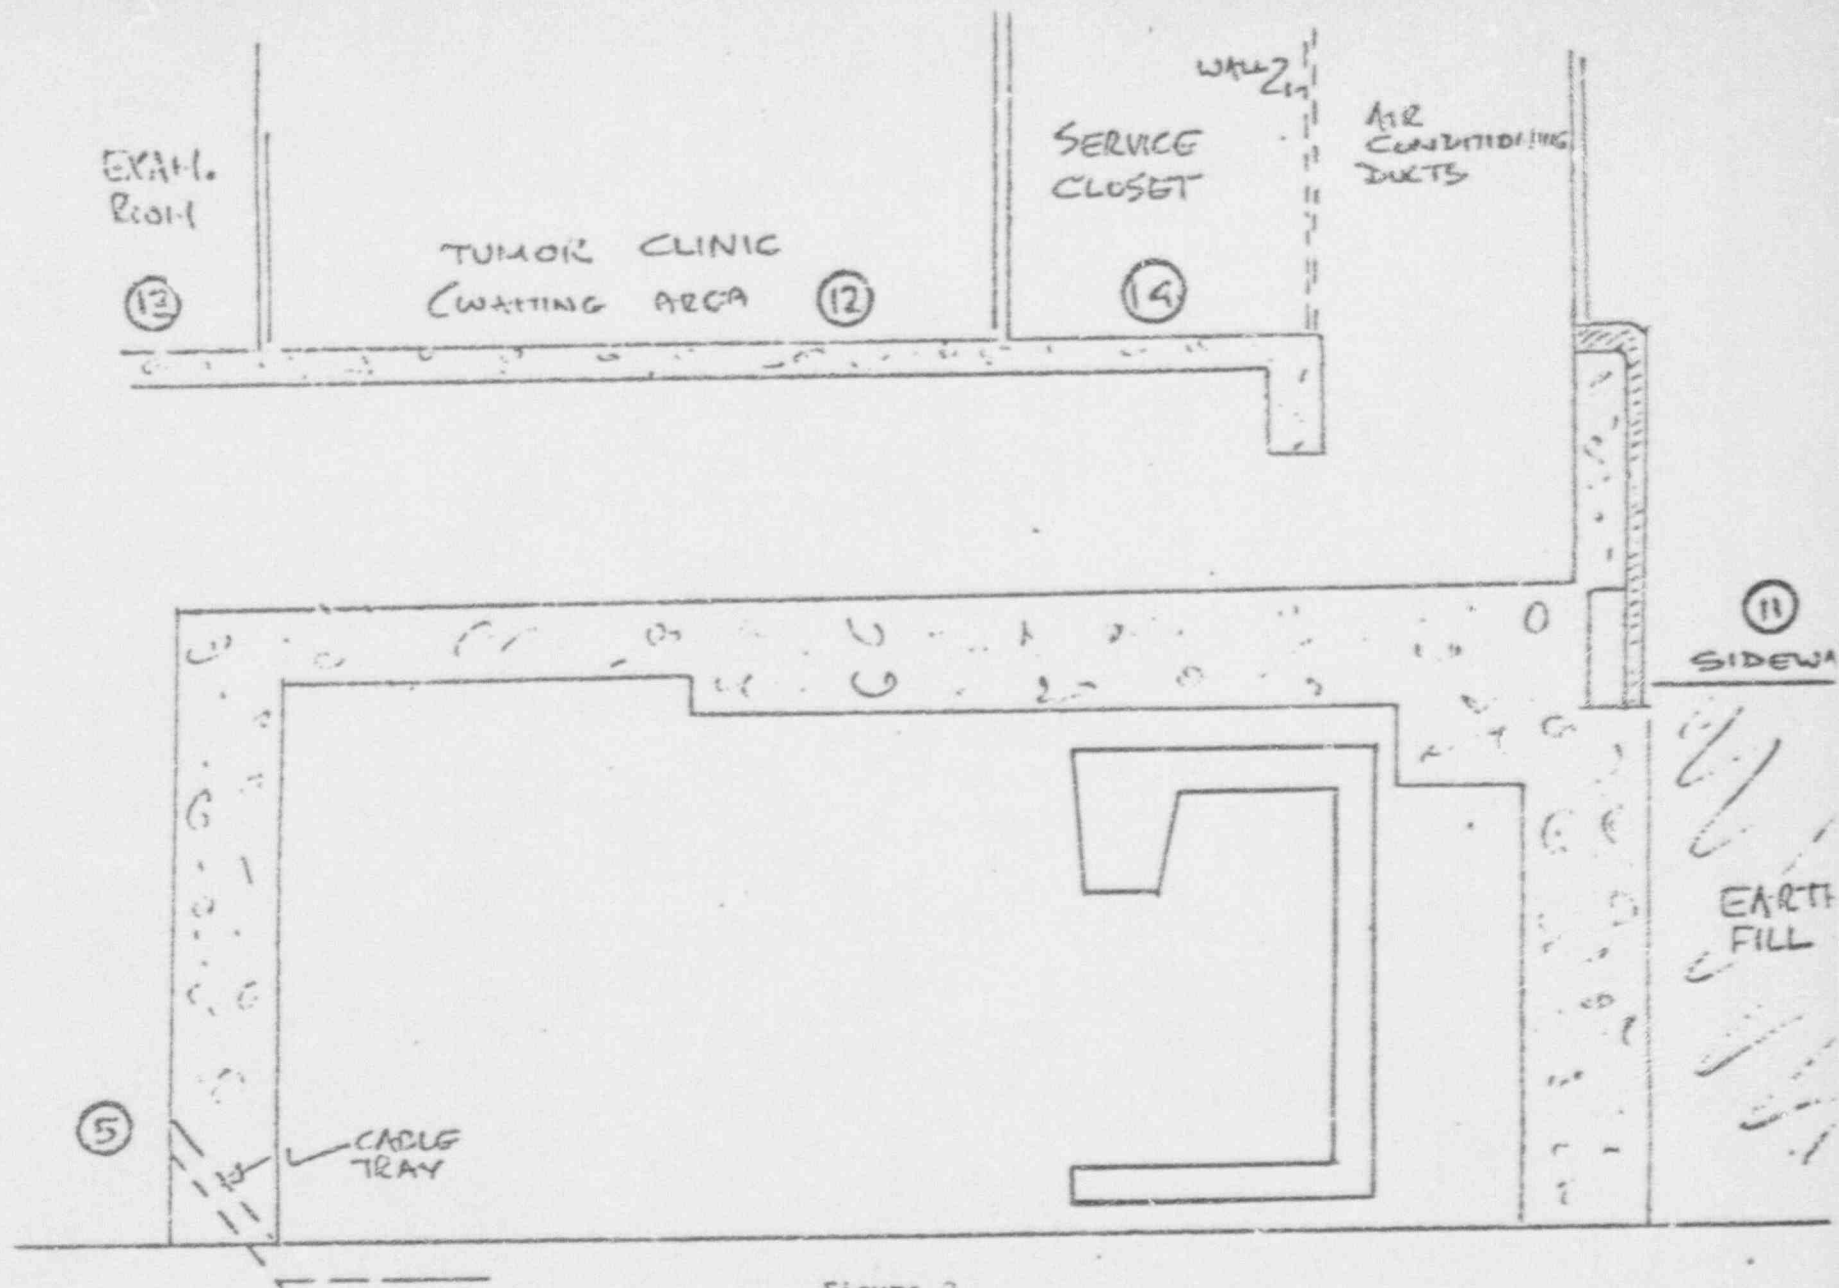 WALL
AIR
CONDITIONING
DUCTS
SERVICE
CLOSET
EXAM.
ROOM
TUMOR CLINIC
(WAITING AREA
13
12
14
11
SIDEWA
EARTH
FILL
5
CABLE
TRAY